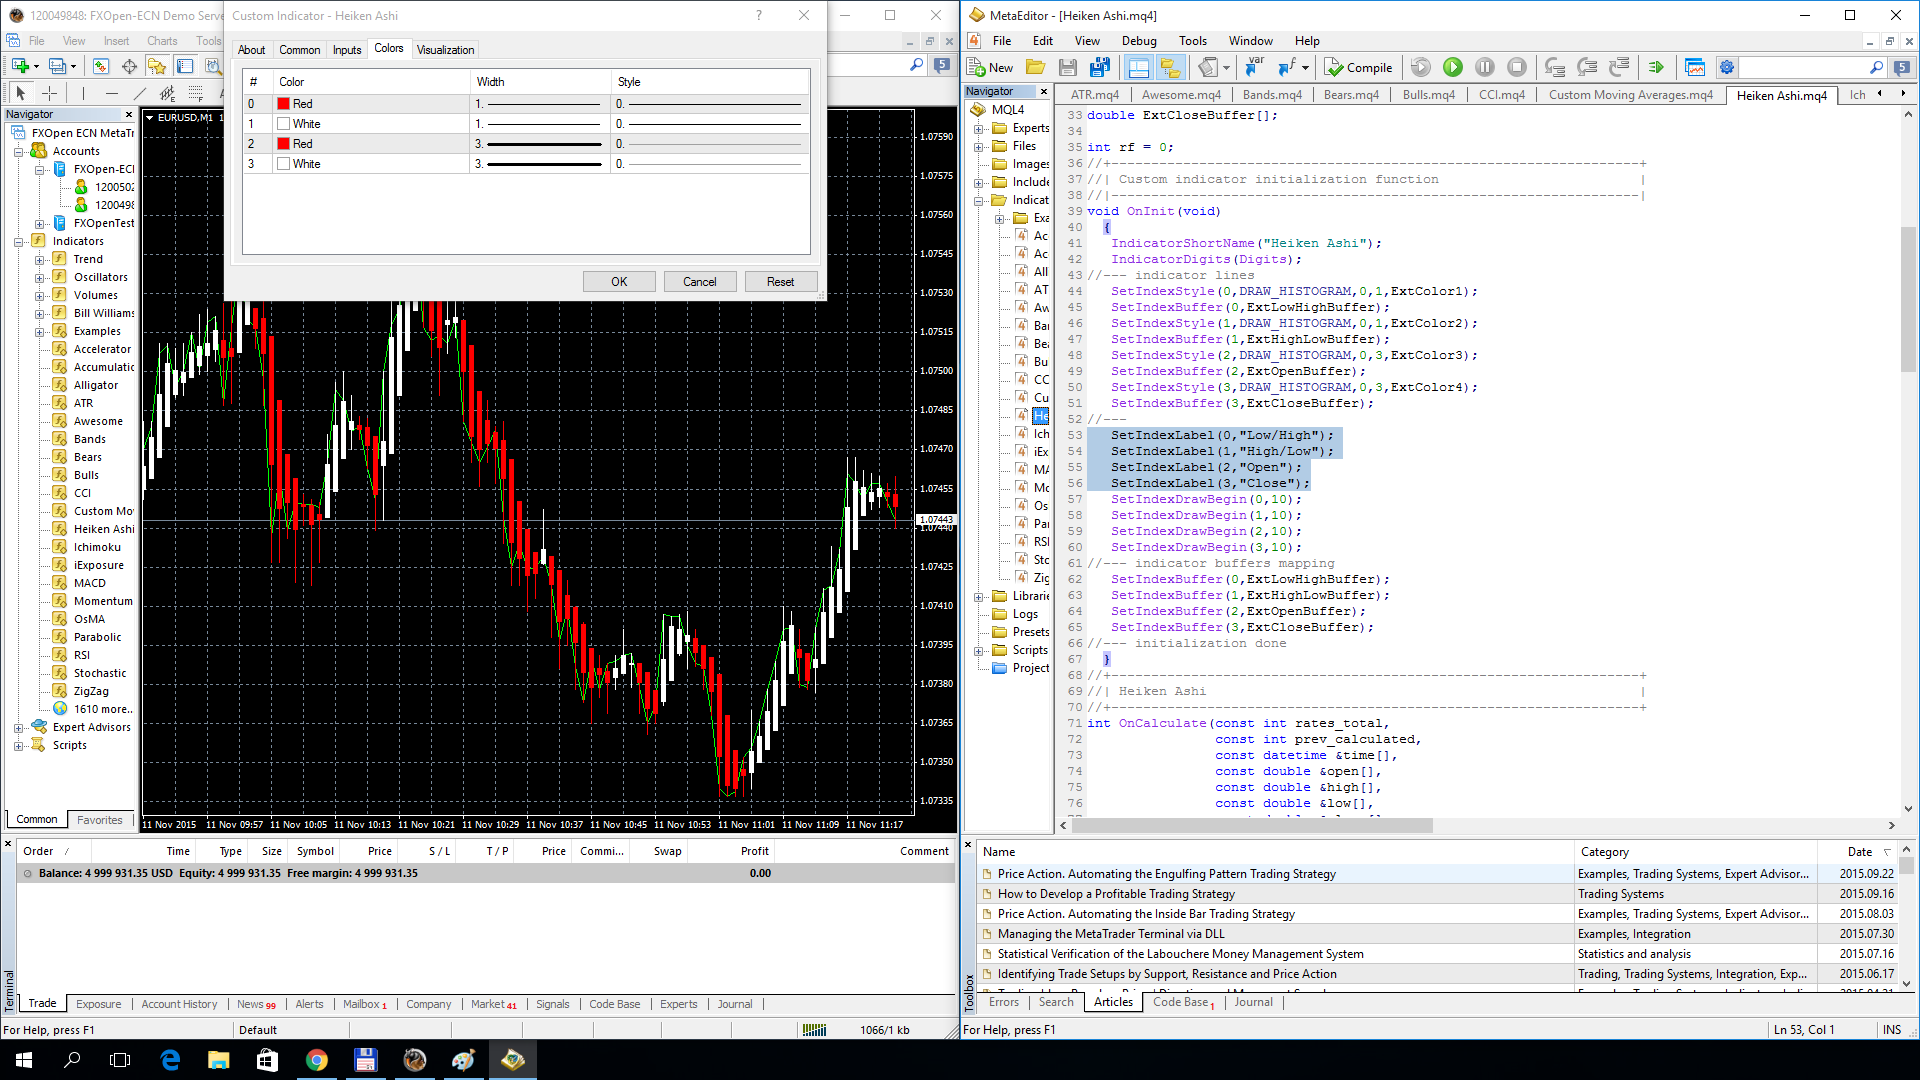 120049848: FXOpen-ECN Demo Serve
File View Insert Charts Tools
5
Navigator
FXOpen ECN MetaTr
Accounts
FXOpen-ECI
1200502
1200498
FXOpenTest
Indicators
Trend
Oscillators
Volumes
Bill Williams
Examples
Accelerator
Accumulatic
Alligator
ATR
Awesome
Bands
Bears
Bulls
CCI
Custom Mo
Heiken Ashi
Ichimoku
iExposure
MACD
Momentum
OsMA
Parabolic
RSI
Stochastic
ZigZag
1610 more...
Expert Advisors
Scripts
Common Favorites
Custom Indicator - Heiken Ashi
About Common Inputs Colors Visualization
# Color Width Style
0 Red 1. 0.
1 White 1. 0.
2 Red 3. 0.
3 White 3. 0.
OK Cancel Reset
EURUSD,M1 1
1.07590
1.07575
1.07560
1.07545
1.07530
1.07515
1.07500
1.07485
1.07470
1.07455
1.07443
1.07440
1.07425
1.07410
1.07395
1.07380
1.07365
1.07350
1.07335
11 Nov 2015 11 Nov 09:57 11 Nov 10:05 11 Nov 10:13 11 Nov 10:21 11 Nov 10:29 11 Nov 10:37 11 Nov 10:45 11 Nov 10:53 11 Nov 11:01 11 Nov 11:09 11 Nov 11:17
Order / Time Type Size Symbol Price S / L T / P Price Commi... Swap Profit Comment
Balance: 4 999 931.35 USD Equity: 4 999 931.35 Free margin: 4 999 931.35 0.00
Terminal
Trade Exposure Account History News 99 Alerts Mailbox 1 Company Market 41 Signals Code Base Experts Journal
For Help, press F1 Default 1066/1 kb
MetaEditor - [Heiken Ashi.mq4]
File Edit View Debug Tools Window Help
New Compile 5
Navigator
MQL4
Experts
Files
Images
Include
Indicat
Exa
Ac
Ac
All
AT
Aw
Bar
Bea
Bu
CC
Cu
He
Ich
iEx
MA
Mo
Os
Par
RSI
Sto
Zig
Librarie
Logs
Presets
Scripts
Project
ATR.mq4 Awesome.mq4 Bands.mq4 Bears.mq4 Bulls.mq4 CCI.mq4 Custom Moving Averages.mq4 Heiken Ashi.mq4 Ich
33 double ExtCloseBuffer[];
34
35 int rf = 0;
36 //+------------------------------------------------------------------+
37 //| Custom indicator initialization function |
38 //|------------------------------------------------------------------|
39 void OnInit(void)
40 {
41 IndicatorShortName("Heiken Ashi");
42 IndicatorDigits(Digits);
43 //--- indicator lines
44 SetIndexStyle(0,DRAW_HISTOGRAM,0,1,ExtColor1);
45 SetIndexBuffer(0,ExtLowHighBuffer);
46 SetIndexStyle(1,DRAW_HISTOGRAM,0,1,ExtColor2);
47 SetIndexBuffer(1,ExtHighLowBuffer);
48 SetIndexStyle(2,DRAW_HISTOGRAM,0,3,ExtColor3);
49 SetIndexBuffer(2,ExtOpenBuffer);
50 SetIndexStyle(3,DRAW_HISTOGRAM,0,3,ExtColor4);
51 SetIndexBuffer(3,ExtCloseBuffer);
52 //---
53 SetIndexLabel(0,"Low/High");
54 SetIndexLabel(1,"High/Low");
55 SetIndexLabel(2,"Open");
56 SetIndexLabel(3,"Close");
57 SetIndexDrawBegin(0,10);
58 SetIndexDrawBegin(1,10);
59 SetIndexDrawBegin(2,10);
60 SetIndexDrawBegin(3,10);
61 //--- indicator buffers mapping
62 SetIndexBuffer(0,ExtLowHighBuffer);
63 SetIndexBuffer(1,ExtHighLowBuffer);
64 SetIndexBuffer(2,ExtOpenBuffer);
65 SetIndexBuffer(3,ExtCloseBuffer);
66 //--- initialization done
67 }
68 //+------------------------------------------------------------------+
69 //| Heiken Ashi |
70 //+------------------------------------------------------------------+
71 int OnCalculate(const int rates_total,
72 const int prev_calculated,
73 const datetime &time[],
74 const double &open[],
75 const double &high[],
76 const double &low[],
Name Category Date
Price Action. Automating the Engulfing Pattern Trading Strategy Examples, Trading Systems, Expert Advisor... 2015.09.22
How to Develop a Profitable Trading Strategy Trading Systems 2015.09.16
Price Action. Automating the Inside Bar Trading Strategy Examples, Trading Systems, Expert Advisor... 2015.08.03
Managing the MetaTrader Terminal via DLL Examples, Integration 2015.07.30
Statistical Verification of the Labouchere Money Management System Statistics and analysis 2015.07.16
Identifying Trade Setups by Support, Resistance and Price Action Trading, Trading Systems, Integration, Exp... 2015.06.17
Toolbox
Errors Search Articles Code Base 1 Journal
For Help, press F1 Ln 53, Col 1 INS